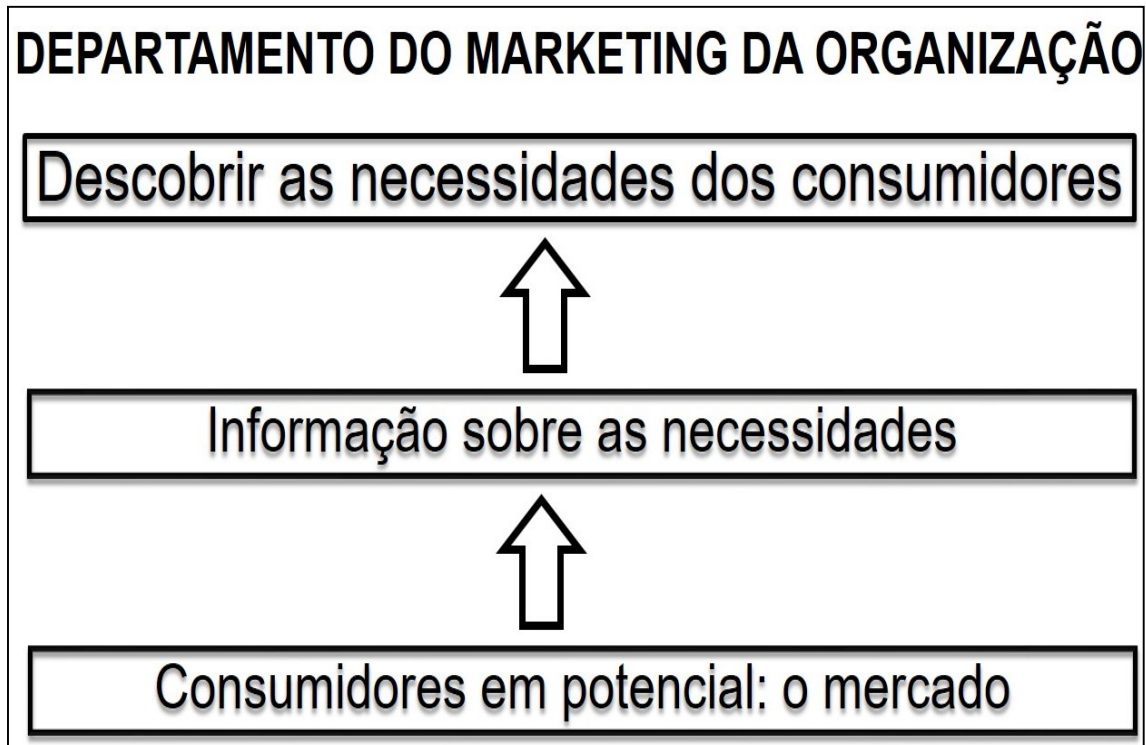 DEPARTAMENTO DO MARKETING DA ORGANIZAÇÃO
Descobrir as necessidades dos consumidores
Informação sobre as necessidades
Consumidores em potencial: o mercado